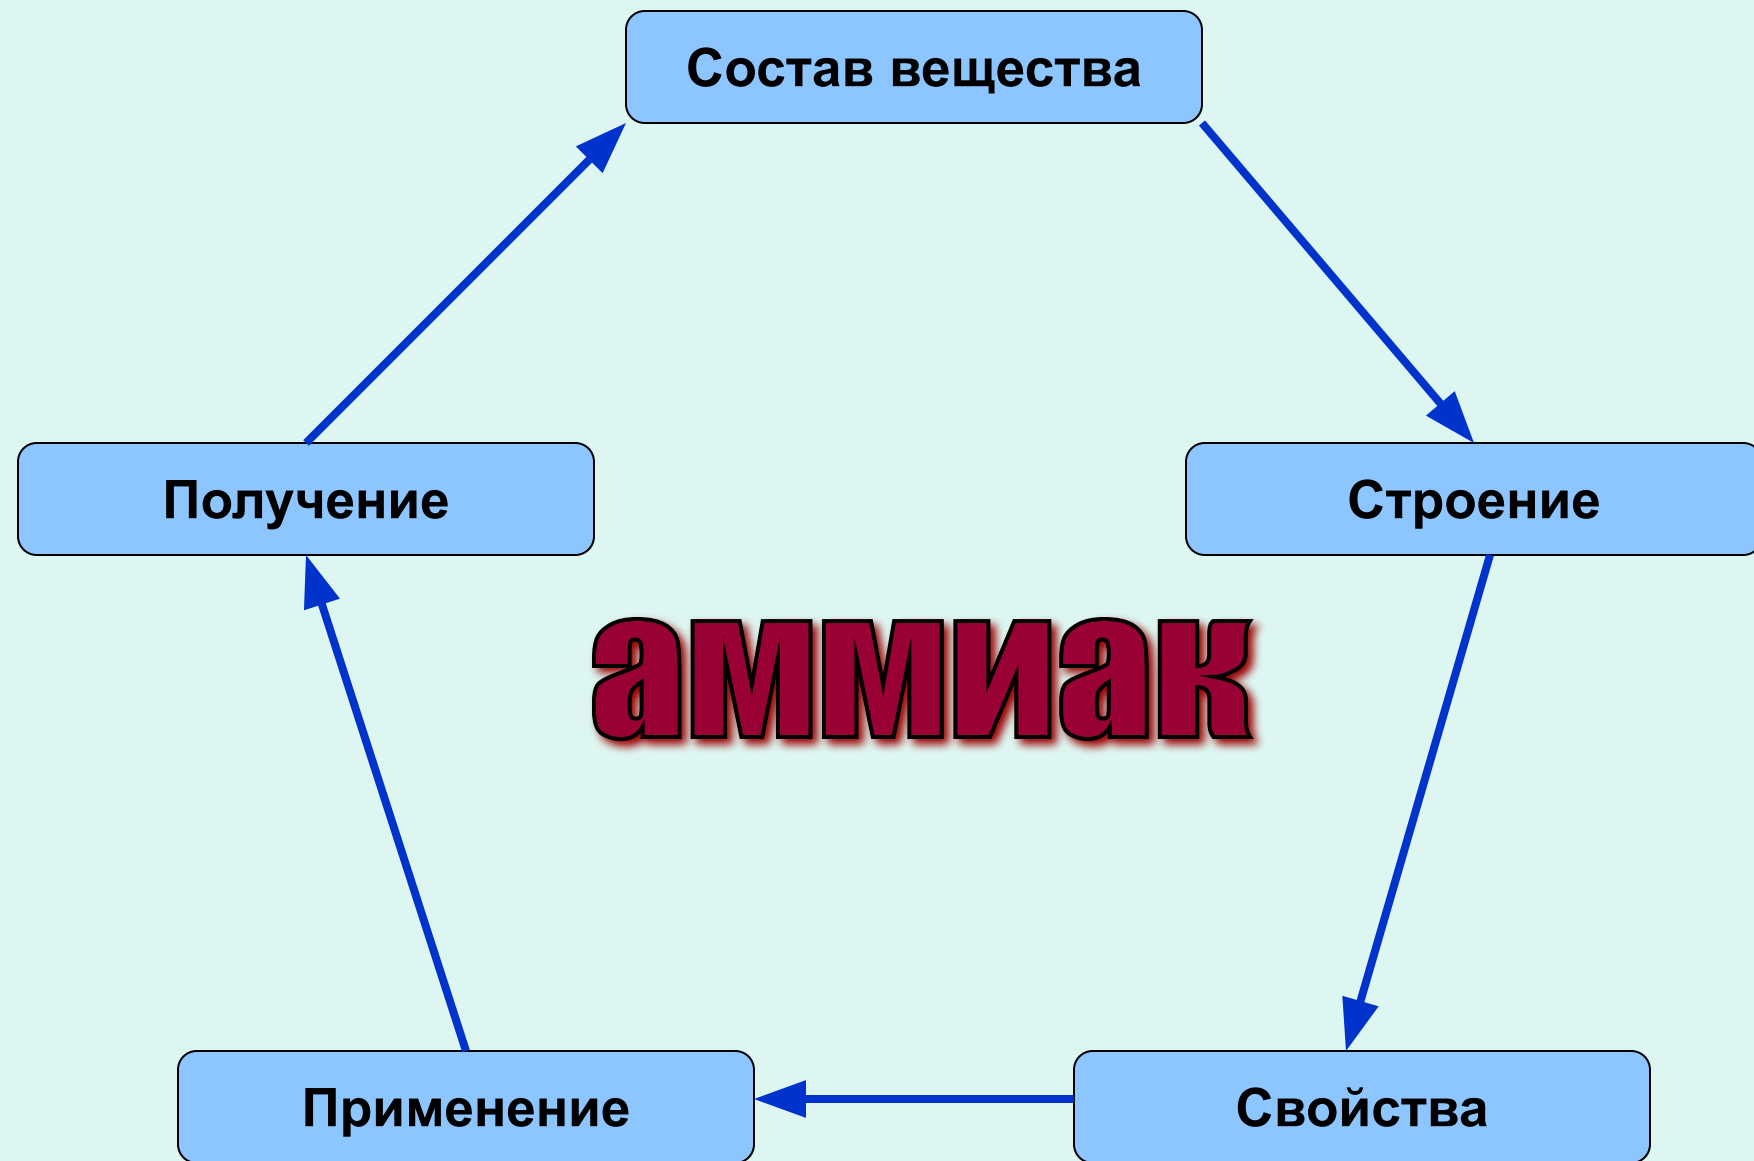 Состав вещества
Получение
Строение
аммиак
Применение
Свойства